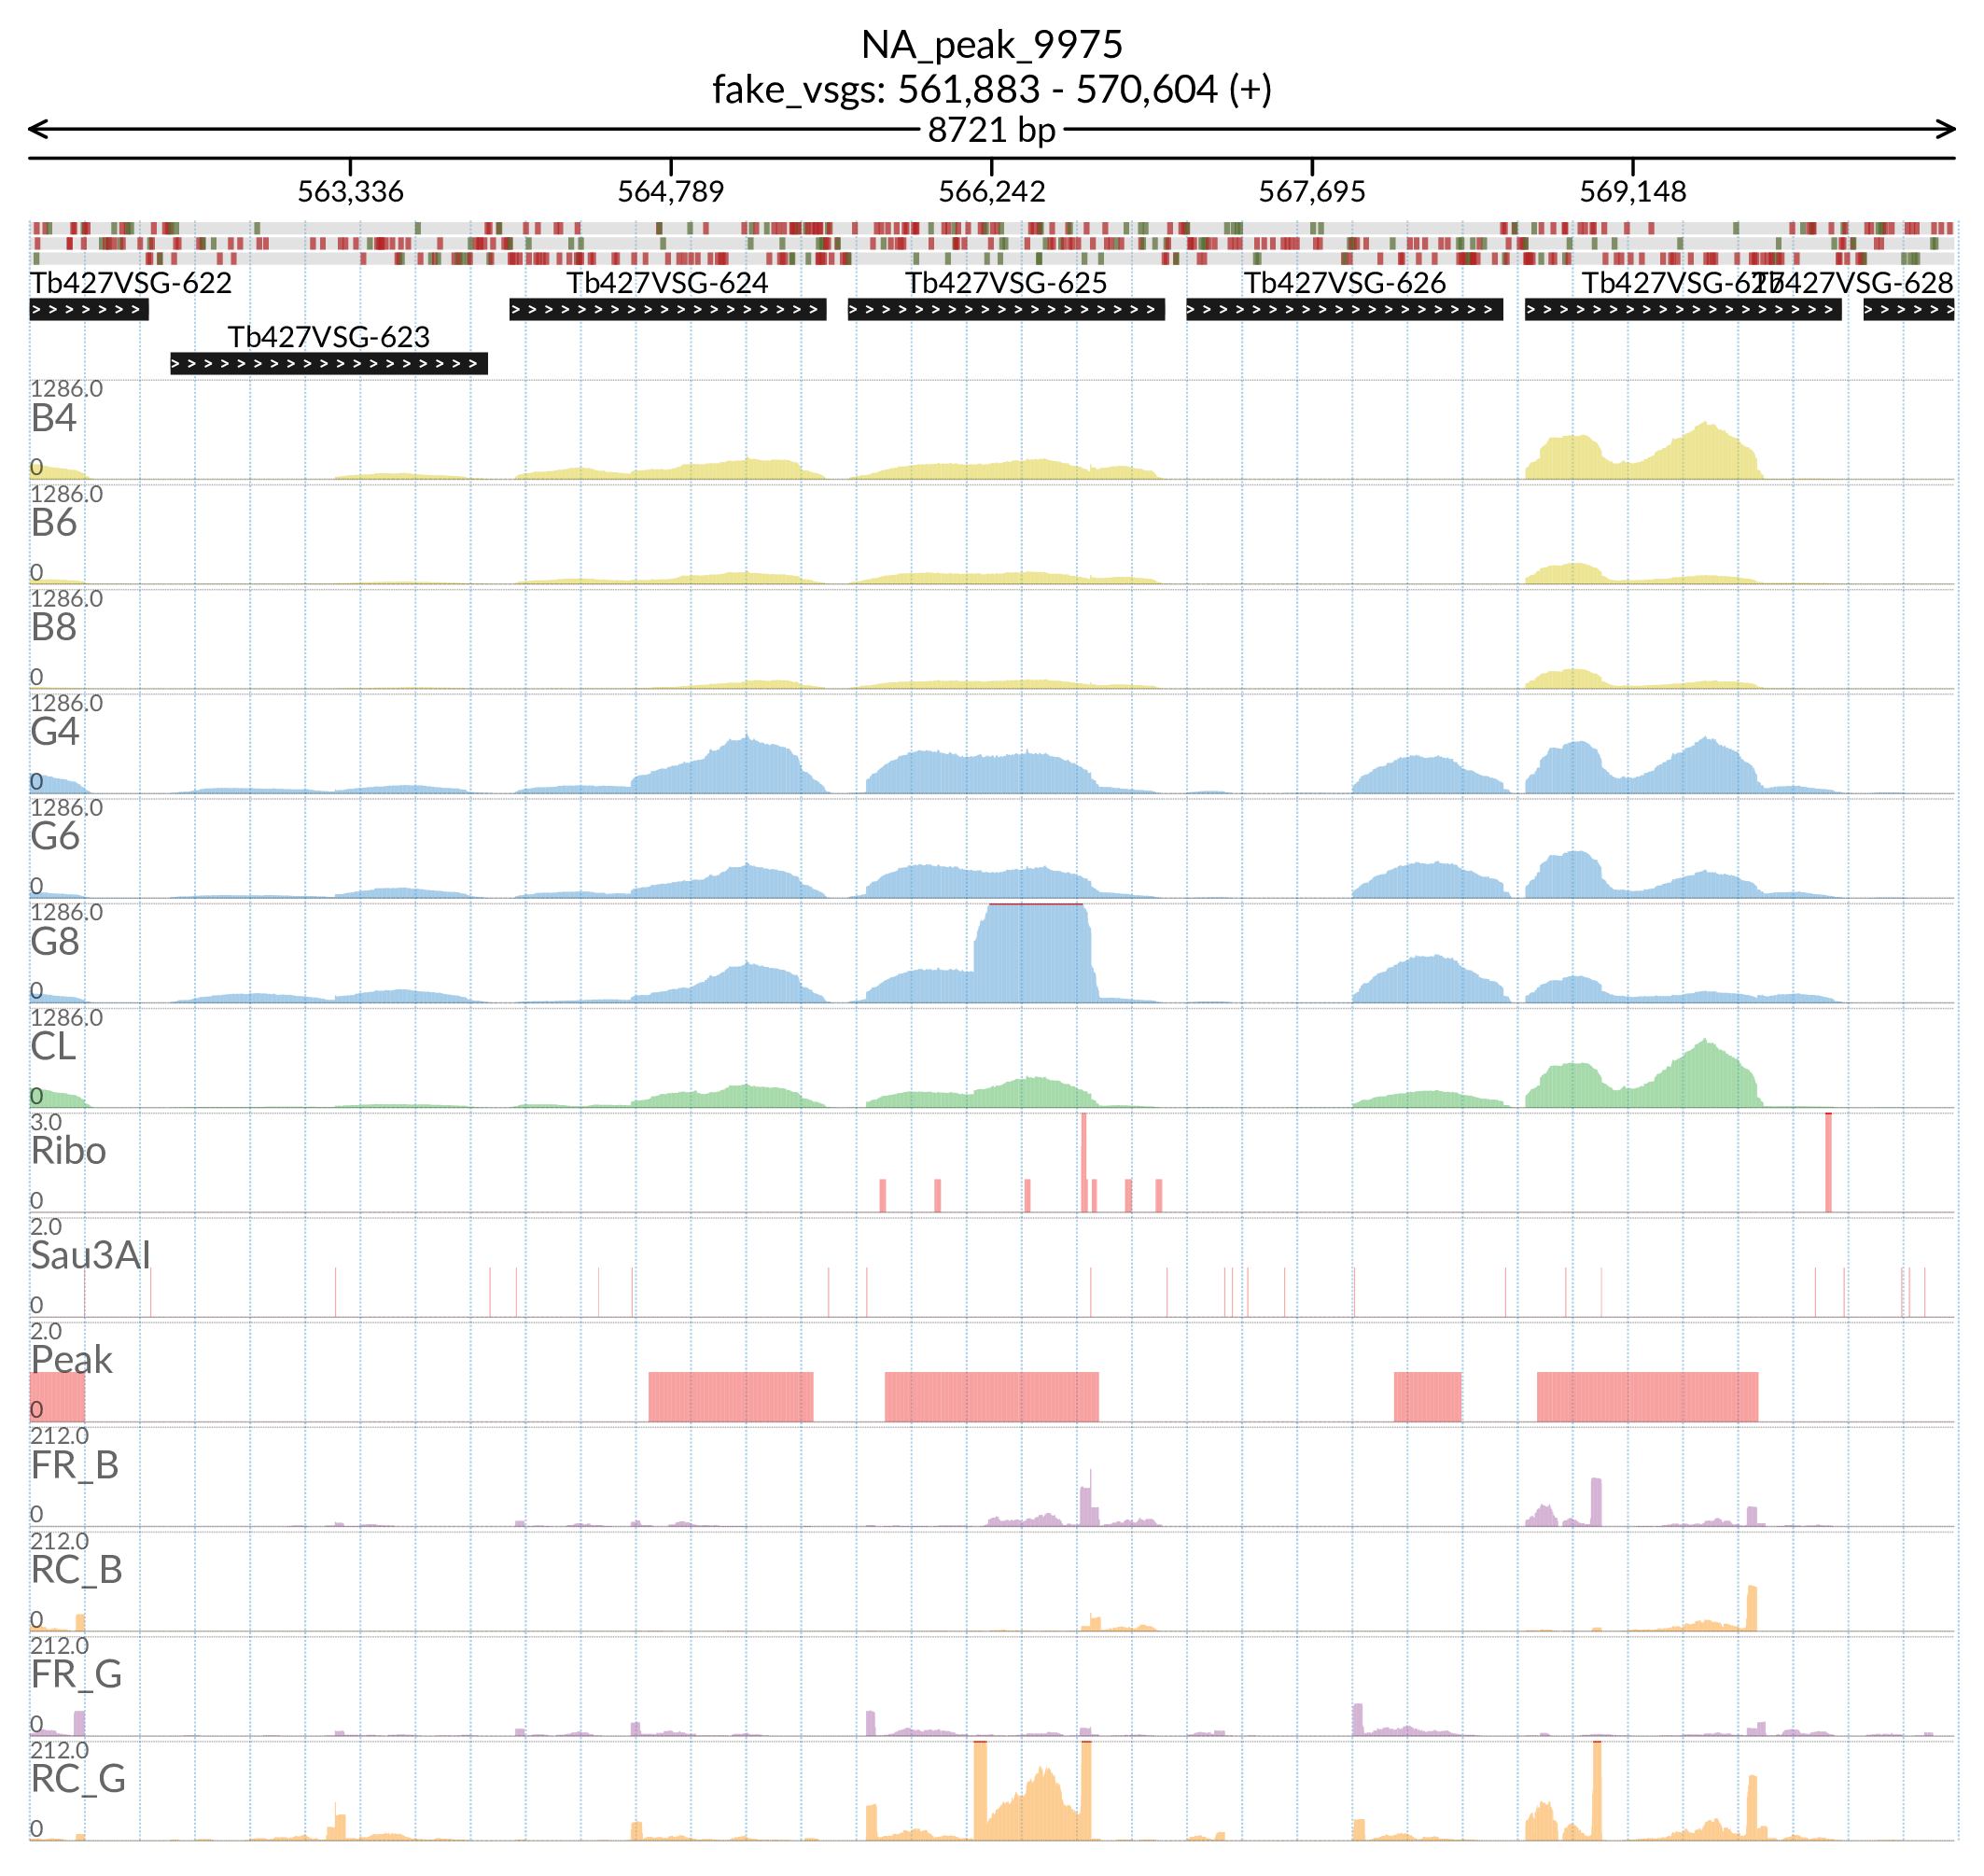 NA_peak_9975
fake_vsgs: 561,883 - 570,604 (+)
8721 bp
563,336 564,789 566,242 567,695 569,148
Tb427VSG-622 Tb427VSG-624 Tb427VSG-625 Tb427VSG-626 Tb427VSG-627 Tb427VSG-628
Tb427VSG-623
1286.0
B4
0
1286.0
B6
0
1286.0
B8
0
1286.0
G4
0
1286.0
G6
0
1286.0
G8
0
1286.0
CL
0
3.0
Ribo
0
2.0
Sau3AI
0
2.0
Peak
0
212.0
FR_B
0
212.0
RC_B
0
212.0
FR_G
0
212.0
RC_G
0